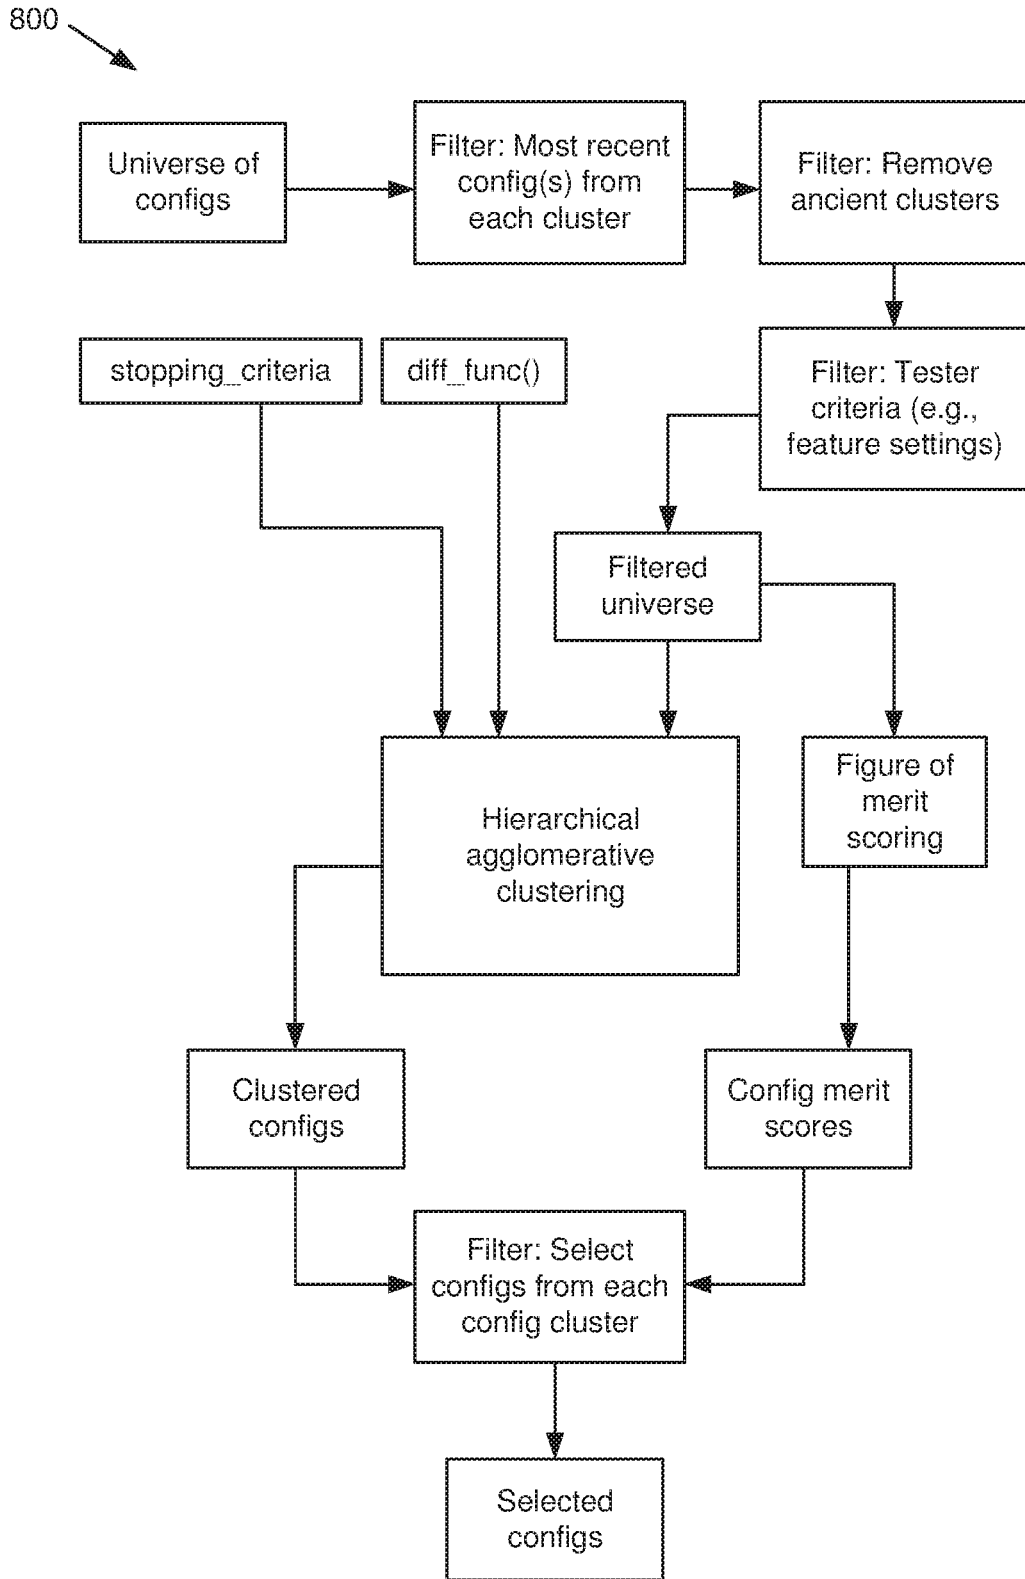 800
Universe of
configs
Filter: Most recent
config(s) from
each cluster
Filter: Remove
ancient clusters
stopping_criteria
diff_func()
Filter: Tester
criteria (e.g.,
feature settings)
Filtered
universe
Hierarchical
agglomerative
clustering
Figure of
merit
scoring
Clustered
configs
Config merit
scores
Filter: Select
configs from each
config cluster
Selected
configs